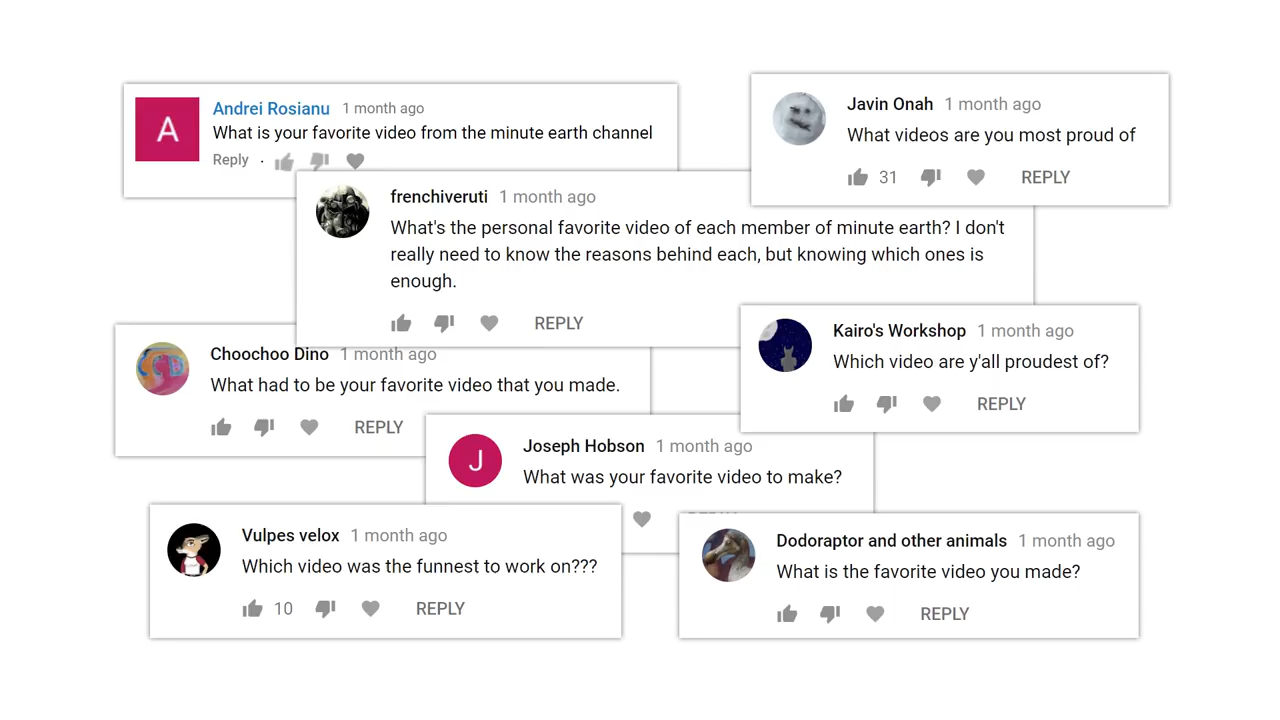 A
Andrei Rosianu 1 month ago
What is your favorite video from the minute earth channel
Reply ·
Javin Onah 1 month ago
What videos are you most proud of
31 REPLY
frenchiveruti 1 month ago
What's the personal favorite video of each member of minute earth? I don't
really need to know the reasons behind each, but knowing which ones is
enough.
REPLY
Choochoo Dino 1 month ago
What had to be your favorite video that you made.
REPLY
Kairo's Workshop 1 month ago
Which video are y'all proudest of?
REPLY
J
Joseph Hobson 1 month ago
What was your favorite video to make?
Vulpes velox 1 month ago
Which video was the funnest to work on???
10 REPLY
Dodoraptor and other animals 1 month ago
What is the favorite video you made?
REPLY